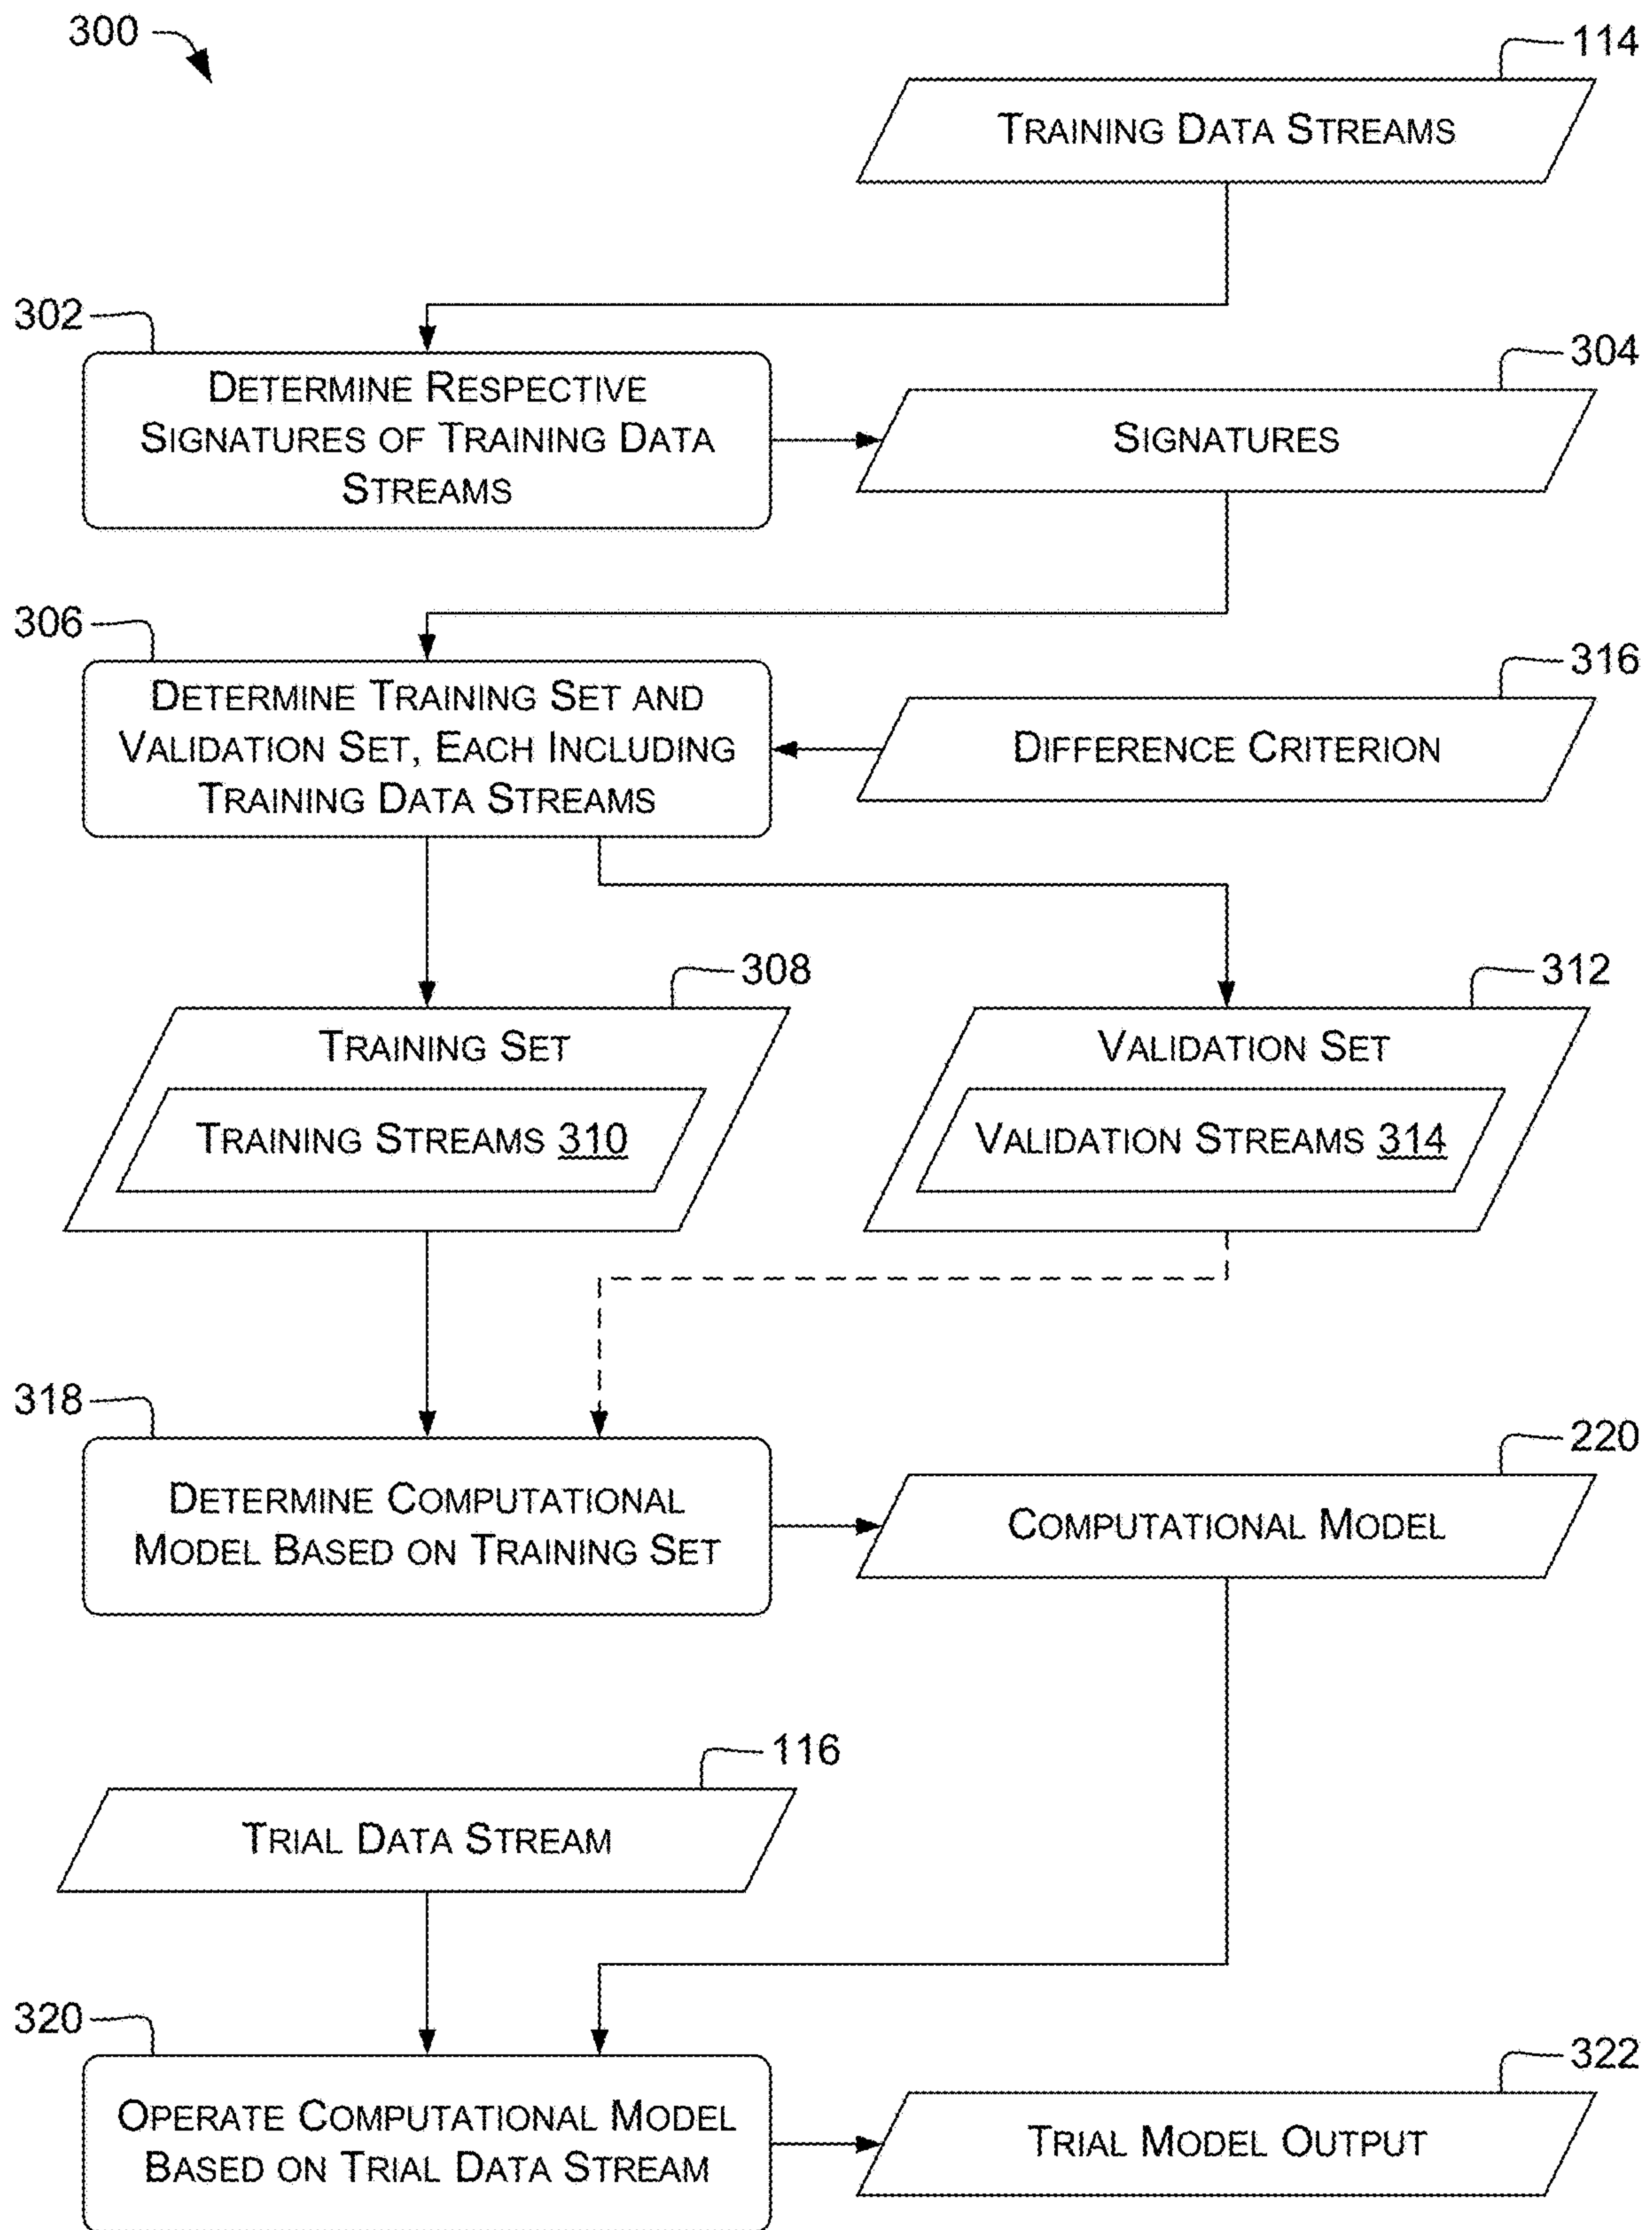 300
114
TRAINING DATA STREAMS
302
DETERMINE RESPECTIVE
SIGNATURES OF TRAINING DATA
STREAMS
304
SIGNATURES
306
DETERMINE TRAINING SET AND
VALIDATION SET, EACH INCLUDING
TRAINING DATA STREAMS
316
DIFFERENCE CRITERION
308
TRAINING SET
TRAINING STREAMS 310
312
VALIDATION SET
VALIDATION STREAMS 314
318
DETERMINE COMPUTATIONAL
MODEL BASED ON TRAINING SET
220
COMPUTATIONAL MODEL
116
TRIAL DATA STREAM
320
OPERATE COMPUTATIONAL MODEL
BASED ON TRIAL DATA STREAM
322
TRIAL MODEL OUTPUT